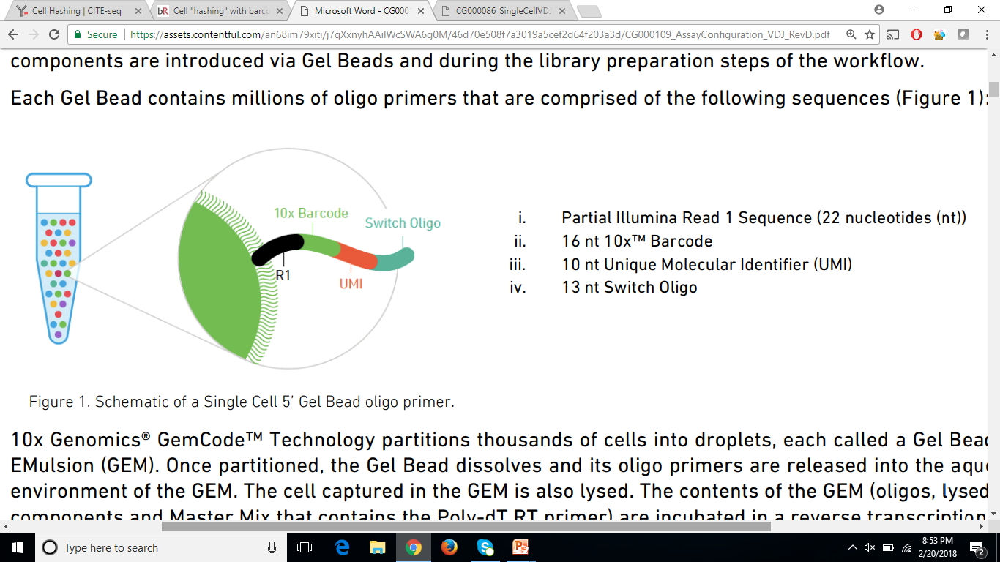 Cell Hashing | CITE-seq
bR Cell "hashing" with barco
Microsoft Word - CG000
CG000086_SingleCellVDJ
Secure | https://assets.contentful.com/an68im79xiti/j7qXxnyhAAiIWcSWA6g0M/46d70e508f7a3019a5cef2d64f203a3d/CG000109_AssayConfiguration_VDJ_RevD.pdf
components are introduced via Gel Beads and during the library preparation steps of the workflow.
Each Gel Bead contains millions of oligo primers that are comprised of the following sequences (Figure 1):
10x Barcode
Switch Oligo
R1
UMI
i. Partial Illumina Read 1 Sequence (22 nucleotides (nt))
ii. 16 nt 10x™ Barcode
iii. 10 nt Unique Molecular Identifier (UMI)
iv. 13 nt Switch Oligo
Figure 1. Schematic of a Single Cell 5' Gel Bead oligo primer.
10x Genomics® GemCode™ Technology partitions thousands of cells into droplets, each called a Gel Bead
EMulsion (GEM). Once partitioned, the Gel Bead dissolves and its oligo primers are released into the aqu
environment of the GEM. The cell captured in the GEM is also lysed. The contents of the GEM (oligos, lysed
components and Master Mix that contains the Poly-dT RT primer) are incubated in a reverse transcription
Type here to search
8:53 PM
2/20/2018
2